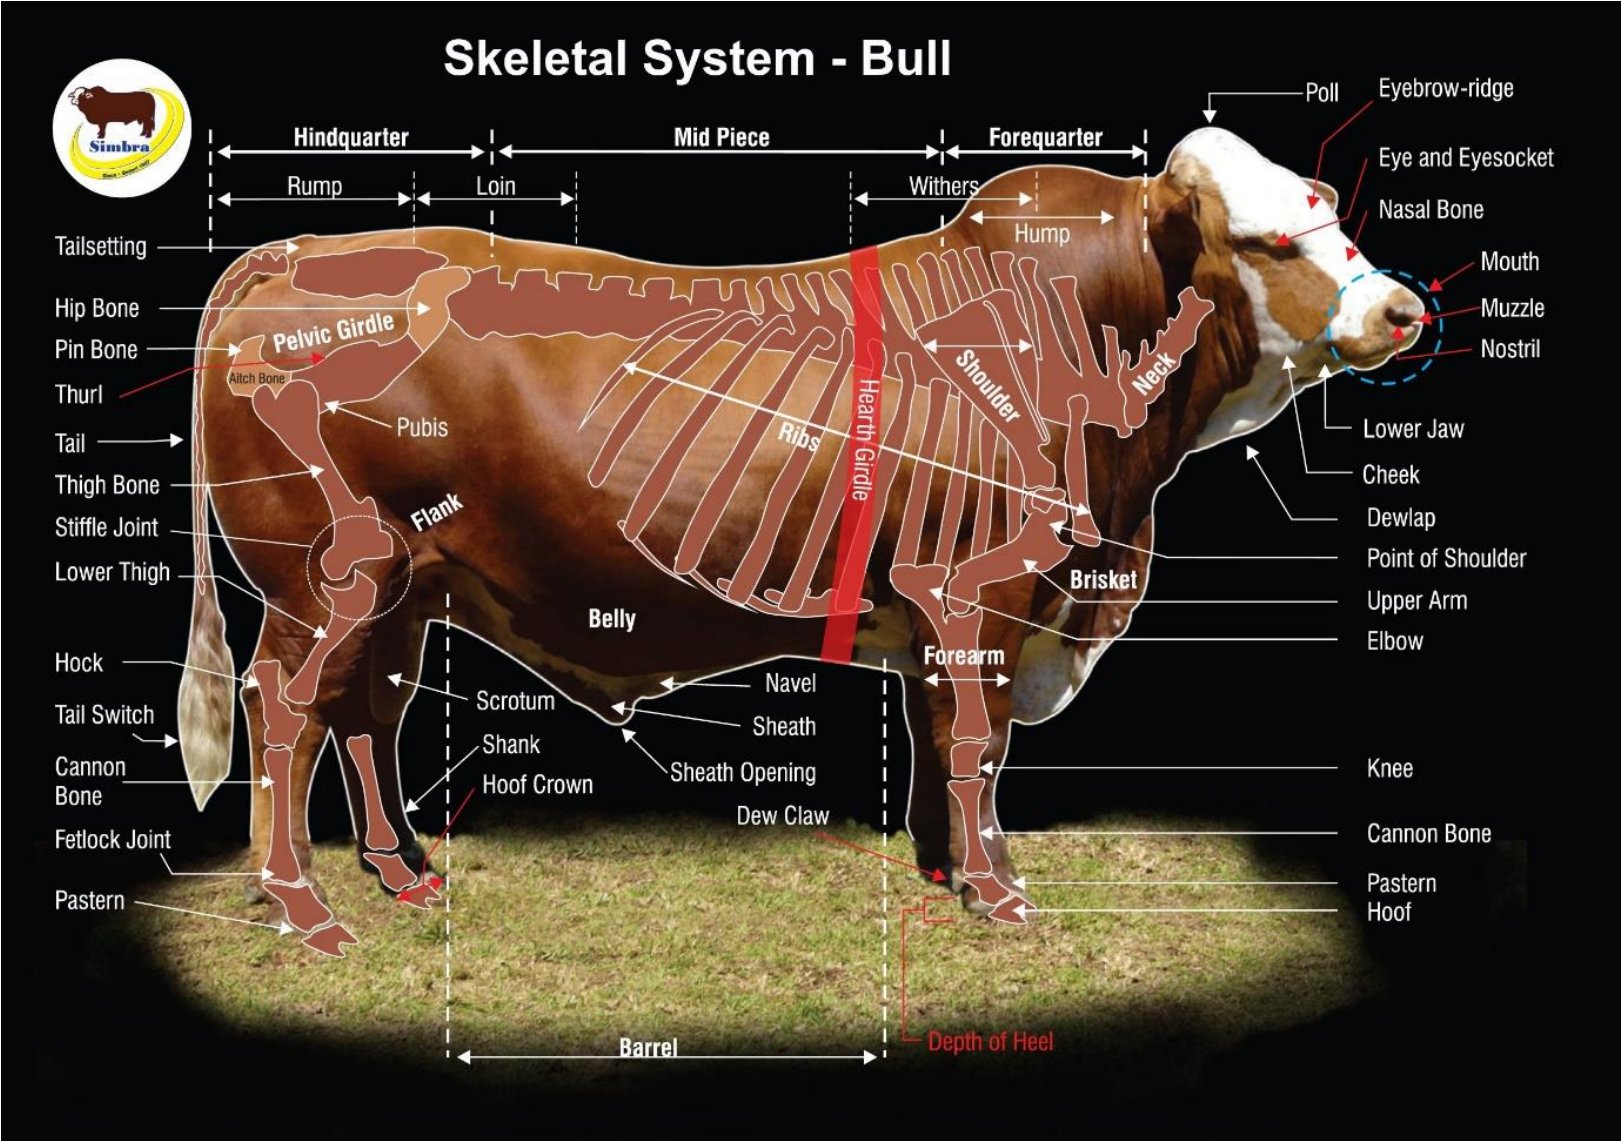 Skeletal System - Bull
Simbra
Hindquarter
Mid Piece
Forequarter
Rump
Loin
Withers
Hump
Poll
Eyebrow-ridge
Eye and Eyesocket
Nasal Bone
Mouth
Muzzle
Nostril
Lower Jaw
Cheek
Dewlap
Point of Shoulder
Upper Arm
Elbow
Knee
Cannon Bone
Pastern
Hoof
Tailsetting
Hip Bone
Pin Bone
Thurl
Tail
Thigh Bone
Stiffle Joint
Lower Thigh
Hock
Tail Switch
Cannon
Bone
Fetlock Joint
Pastern
Pelvic Girdle
Aitch Bone
Pubis
Flank
Ribs
Hearth Girdle
Shoulder
Neck
Brisket
Belly
Forearm
Scrotum
Shank
Hoof Crown
Navel
Sheath
Sheath Opening
Dew Claw
Depth of Heel
Barrel